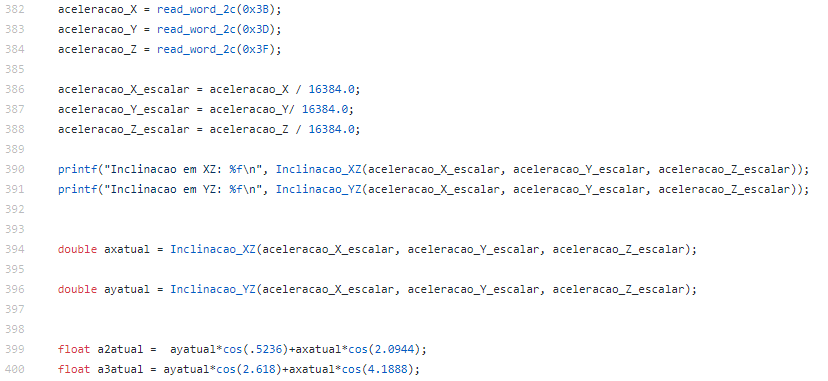 382 aceleracao_X = read_word_2c(0x3B);
383 aceleracao_Y = read_word_2c(0x3D);
384 aceleracao_Z = read_word_2c(0x3F);
385
386 aceleracao_X_escalar = aceleracao_X / 16384.0;
387 aceleracao_Y_escalar = aceleracao_Y/ 16384.0;
388 aceleracao_Z_escalar = aceleracao_Z / 16384.0;
389
390 printf("Inclinacao em XZ: %f\n", Inclinacao_XZ(aceleracao_X_escalar, aceleracao_Y_escalar, aceleracao_Z_escalar));
391 printf("Inclinacao em YZ: %f\n", Inclinacao_YZ(aceleracao_X_escalar, aceleracao_Y_escalar, aceleracao_Z_escalar));
392
393
394 double axatual = Inclinacao_XZ(aceleracao_X_escalar, aceleracao_Y_escalar, aceleracao_Z_escalar);
395
396 double ayatual = Inclinacao_YZ(aceleracao_X_escalar, aceleracao_Y_escalar, aceleracao_Z_escalar);
397
398
399 float a2atual =  ayatual*cos(.5236)+axatual*cos(2.0944);
400 float a3atual = ayatual*cos(2.618)+axatual*cos(4.1888);